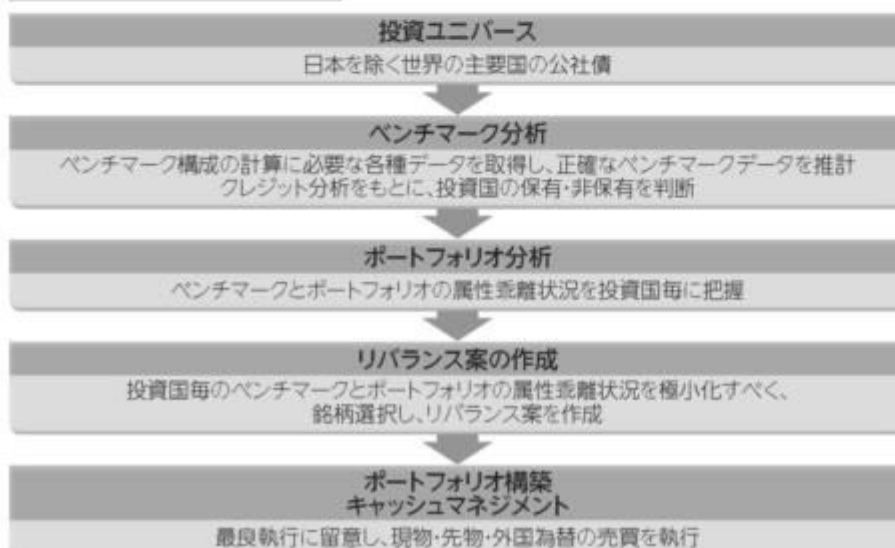 投資ユニバース
日本を除く世界の主要国の公社債
ベンチマーク分析
ベンチマーク構成の計算に必要な各種データを取得し、正確なベンチマークデータを推計
クレジット分析をもとに、投資国の保有・非保有を判断
ポートフォリオ分析
ベンチマークとポートフォリオの属性乖離状況を投資国毎に把握
リバランス案の作成
投資国毎のベンチマークとポートフォリオの属性乖離状況を極小化すべく、
銘柄選択し、リバランス案を作成
ポートフォリオ構築
キャッシュマネジメント
最良執行に留意し、現物・先物・外国為替の売買を執行